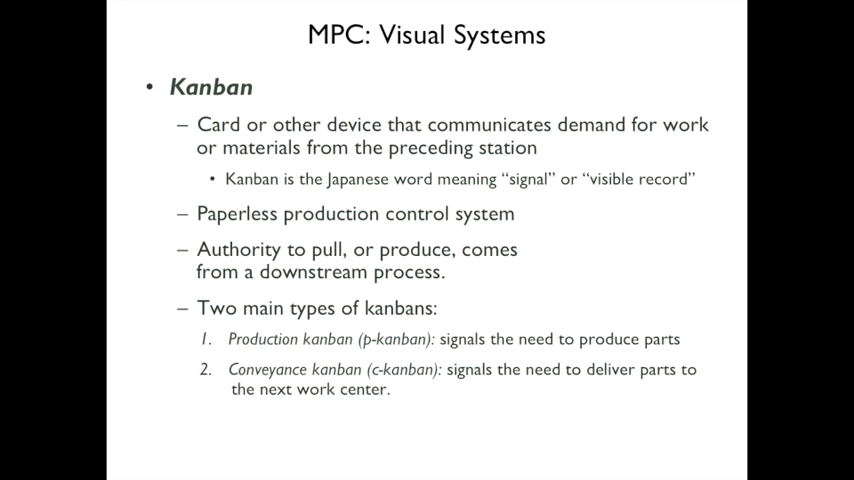 MPC: Visual Systems
• Kanban
– Card or other device that communicates demand for work
or materials from the preceding station
• Kanban is the Japanese word meaning “signal” or “visible record”
– Paperless production control system
– Authority to pull, or produce, comes
from a downstream process.
– Two main types of kanbans:
1. Production kanban (p-kanban): signals the need to produce parts
2. Conveyance kanban (c-kanban): signals the need to deliver parts to
the next work center.